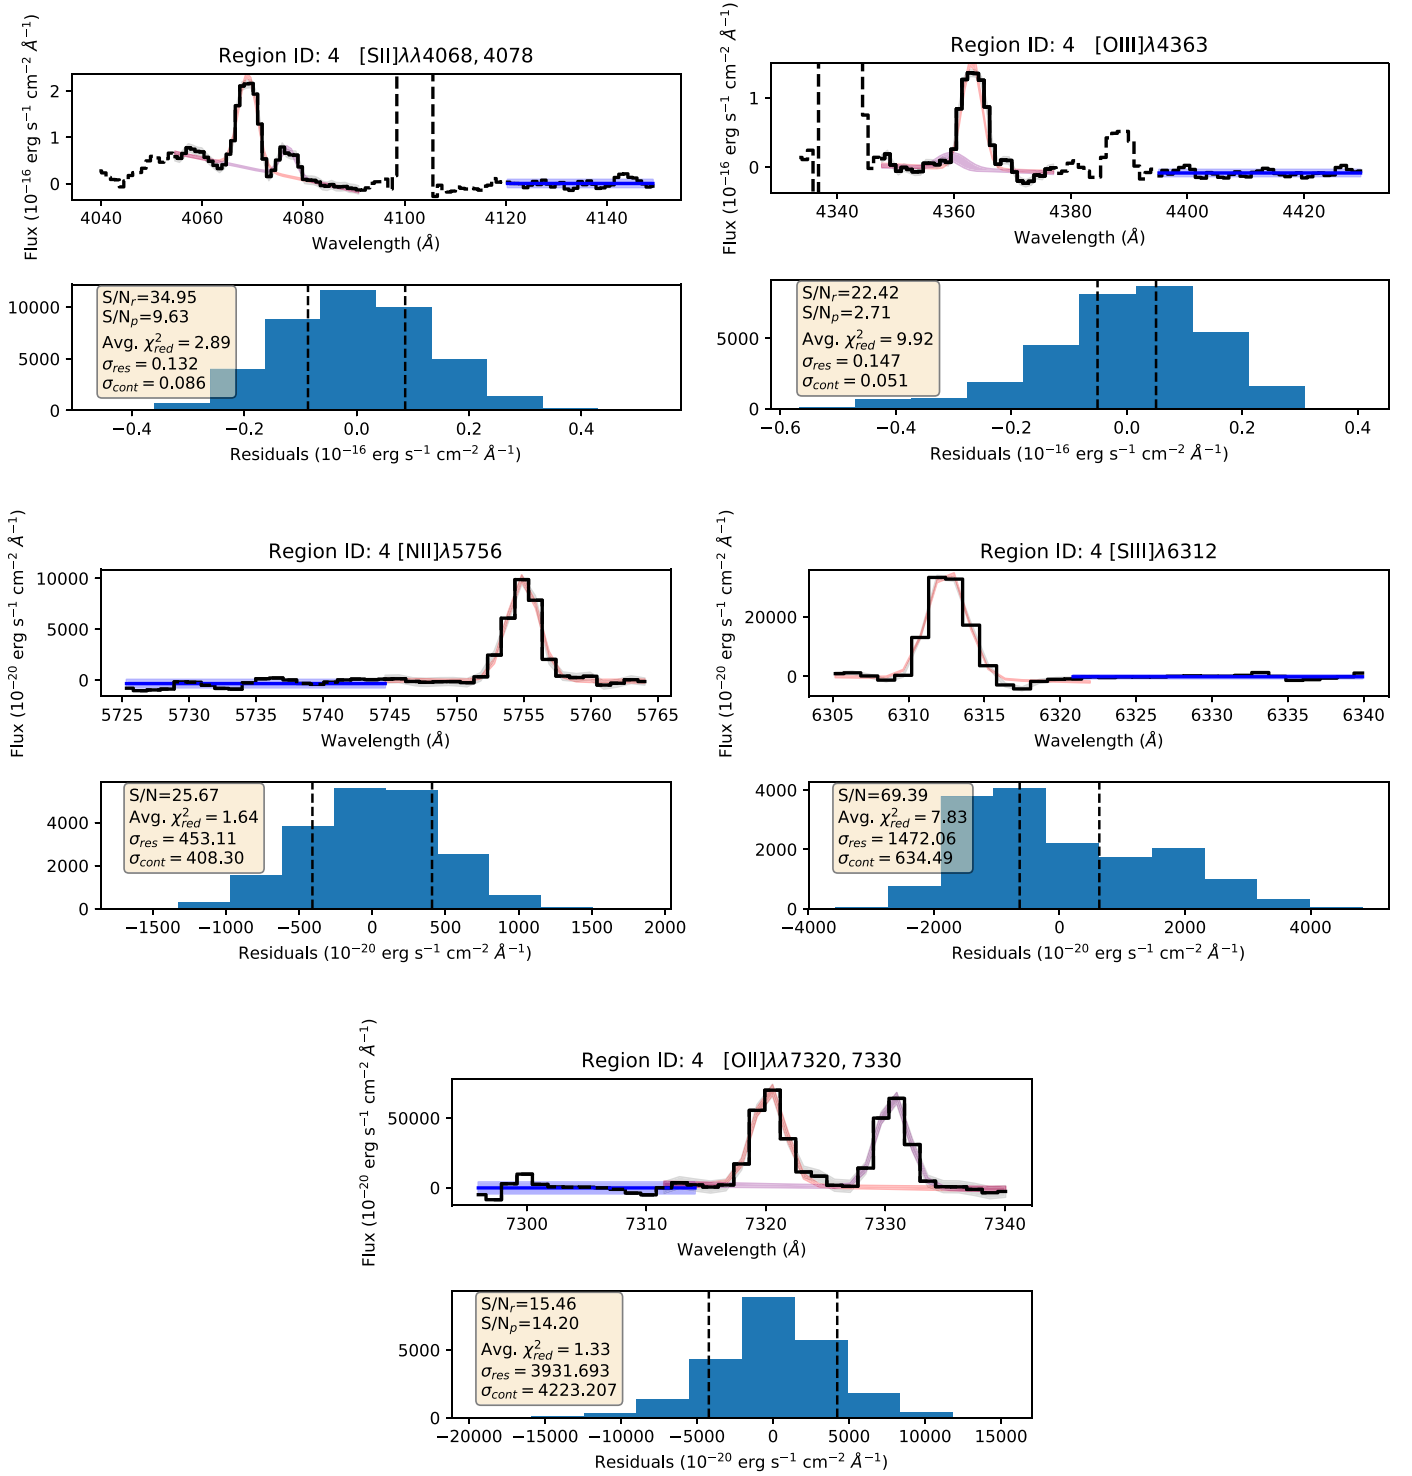 Region ID: 4 [SII]λλ4068, 4078
Flux (10⁻¹⁶ erg s⁻¹ cm⁻² Å⁻¹)
2
1
0
4040 4060 4080 4100 4120 4140
Wavelength (Å)
10000
5000
0
S/Nᵣ=34.95
S/Nₚ=9.63
Avg. χ²_red = 2.89
σ_res = 0.132
σ_cont = 0.086
−0.4 −0.2 0.0 0.2 0.4
Residuals (10⁻¹⁶ erg s⁻¹ cm⁻² Å⁻¹)
Region ID: 4 [OIII]λ4363
Flux (10⁻¹⁶ erg s⁻¹ cm⁻² Å⁻¹)
1
0
4340 4360 4380 4400 4420
Wavelength (Å)
5000
0
S/Nᵣ=22.42
S/Nₚ=2.71
Avg. χ²_red = 9.92
σ_res = 0.147
σ_cont = 0.051
−0.6 −0.4 −0.2 0.0 0.2 0.4
Residuals (10⁻¹⁶ erg s⁻¹ cm⁻² Å⁻¹)
Region ID: 4 [NII]λ5756
Flux (10⁻²⁰ erg s⁻¹ cm⁻² Å⁻¹)
10000
5000
0
5725 5730 5735 5740 5745 5750 5755 5760 5765
Wavelength (Å)
4000
2000
0
S/N=25.67
Avg. χ²_red = 1.64
σ_res = 453.11
σ_cont = 408.30
−1500 −1000 −500 0 500 1000 1500 2000
Residuals (10⁻²⁰ erg s⁻¹ cm⁻² Å⁻¹)
Region ID: 4 [SIII]λ6312
Flux (10⁻²⁰ erg s⁻¹ cm⁻² Å⁻¹)
20000
0
6305 6310 6315 6320 6325 6330 6335 6340
Wavelength (Å)
4000
2000
0
S/N=69.39
Avg. χ²_red = 7.83
σ_res = 1472.06
σ_cont = 634.49
−4000 −2000 0 2000 4000
Residuals (10⁻²⁰ erg s⁻¹ cm⁻² Å⁻¹)
Region ID: 4 [OII]λλ7320, 7330
Flux (10⁻²⁰ erg s⁻¹ cm⁻² Å⁻¹)
50000
0
7300 7310 7320 7330 7340
Wavelength (Å)
5000
0
S/Nᵣ=15.46
S/Nₚ=14.20
Avg. χ²_red = 1.33
σ_res = 3931.693
σ_cont = 4223.207
−20000 −15000 −10000 −5000 0 5000 10000 15000
Residuals (10⁻²⁰ erg s⁻¹ cm⁻² Å⁻¹)